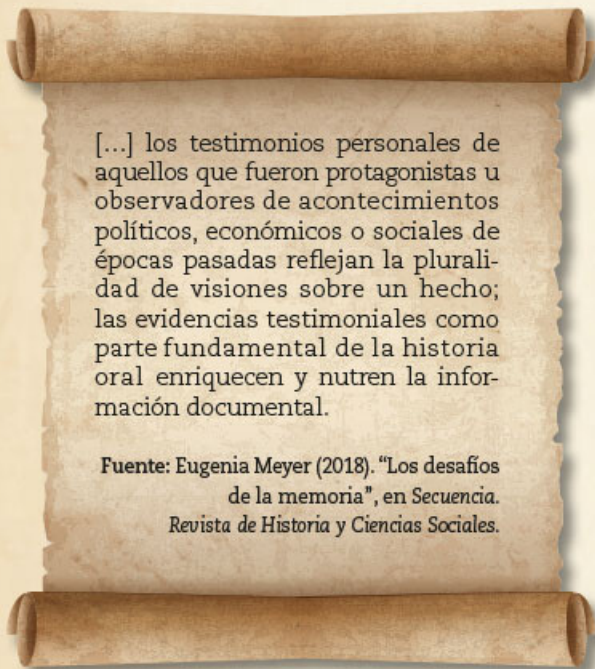 [...] los testimonios personales de
aquellos que fueron protagonistas u
observadores de acontecimientos
políticos, económicos o sociales de
épocas pasadas reflejan la plurali-
dad de visiones sobre un hecho;
las evidencias testimoniales como
parte fundamental de la historia
oral enriquecen y nutren la infor-
mación documental.
Fuente: Eugenia Meyer (2018). “Los desafíos
de la memoria”, en Secuencia.
Revista de Historia y Ciencias Sociales.